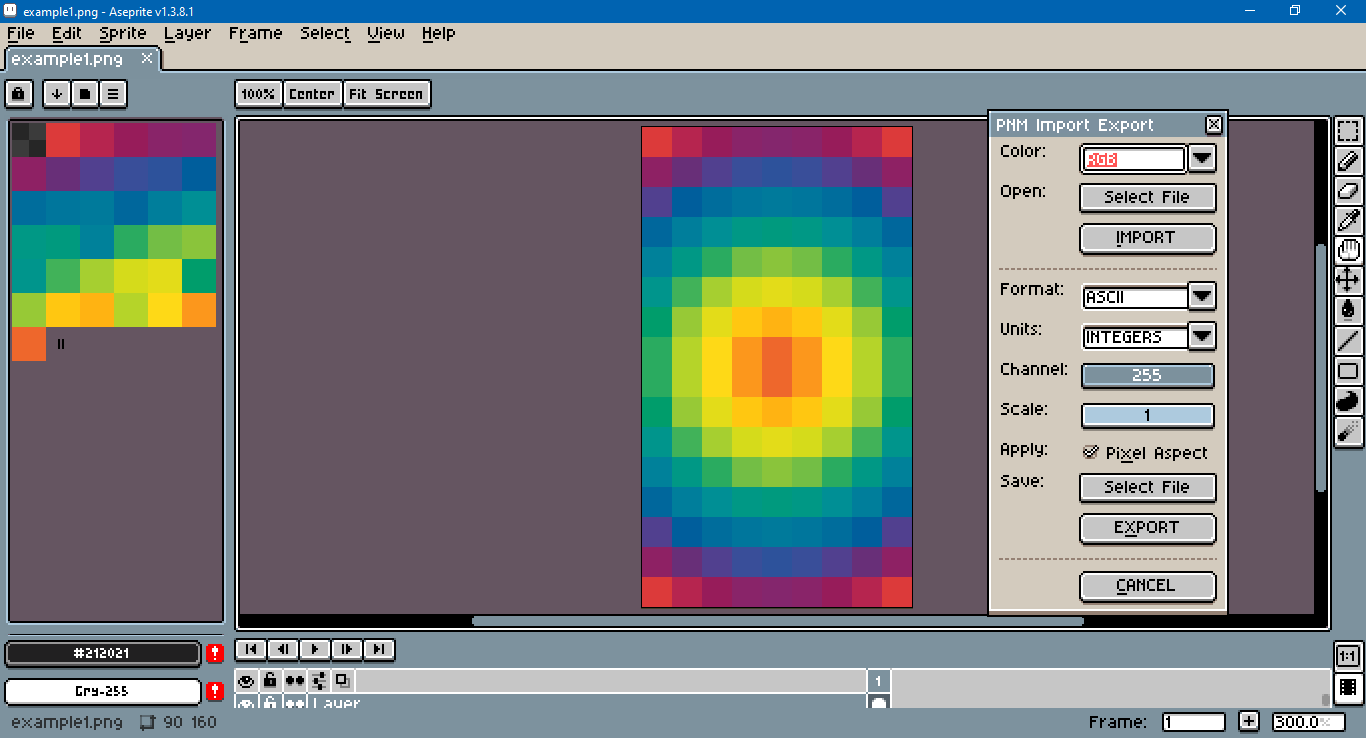 example1.png - Aseprite v1.3.8.1
File Edit Sprite Layer Frame Select View Help
example1.png
100% Center Fit Screen
PNM Import Export
Color: RGB
Open: Select File
IMPORT
Format: ASCII
Units: INTEGERS
Channel: 255
Scale: 1
Apply: Pixel Aspect
Save: Select File
EXPORT
CANCEL
#212021
Gry-255
1
Layer
1:1
example1.png 90 160
Frame: 1 300.0%